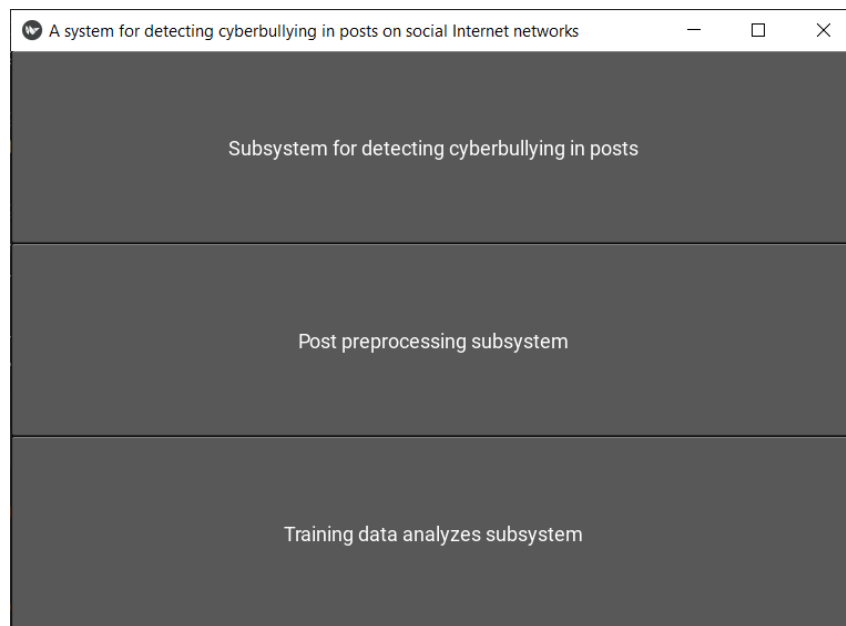 A system for detecting cyberbullying in posts on social Internet networks
Subsystem for detecting cyberbullying in posts
Post preprocessing subsystem
Training data analyzes subsystem